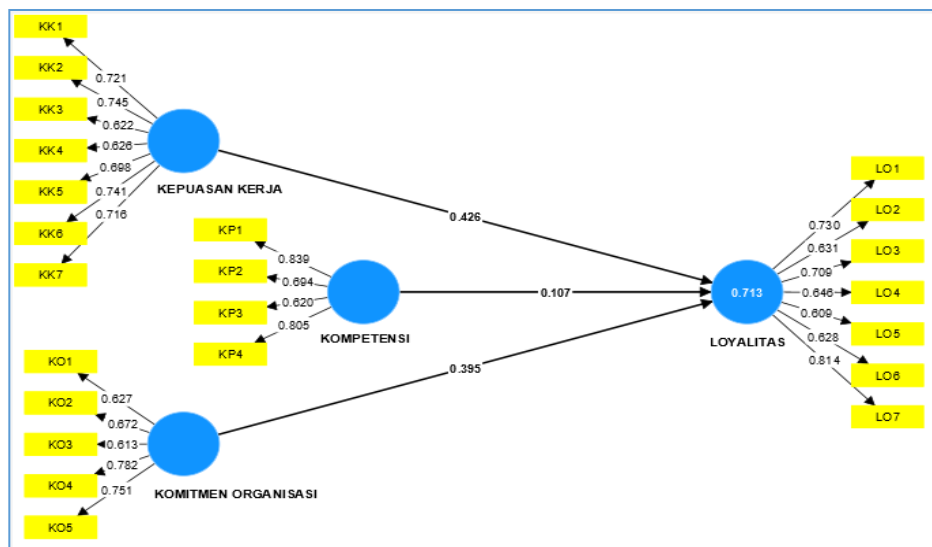 KK1
KK2
KK3
KK4
KK5
KK6
KK7
0.721
0.745
0.622
0.626
0.698
0.741
0.716
KEPUASAN KERJA
0.426
KP1
KP2
KP3
KP4
0.839
0.694
0.620
0.805
KOMPETENSI
0.107
KO1
KO2
KO3
KO4
KO5
0.627
0.672
0.613
0.782
0.751
KOMITMEN ORGANISASI
0.395
0.713
LOYALITAS
0.730
0.631
0.709
0.646
0.609
0.628
0.814
LO1
LO2
LO3
LO4
LO5
LO6
LO7